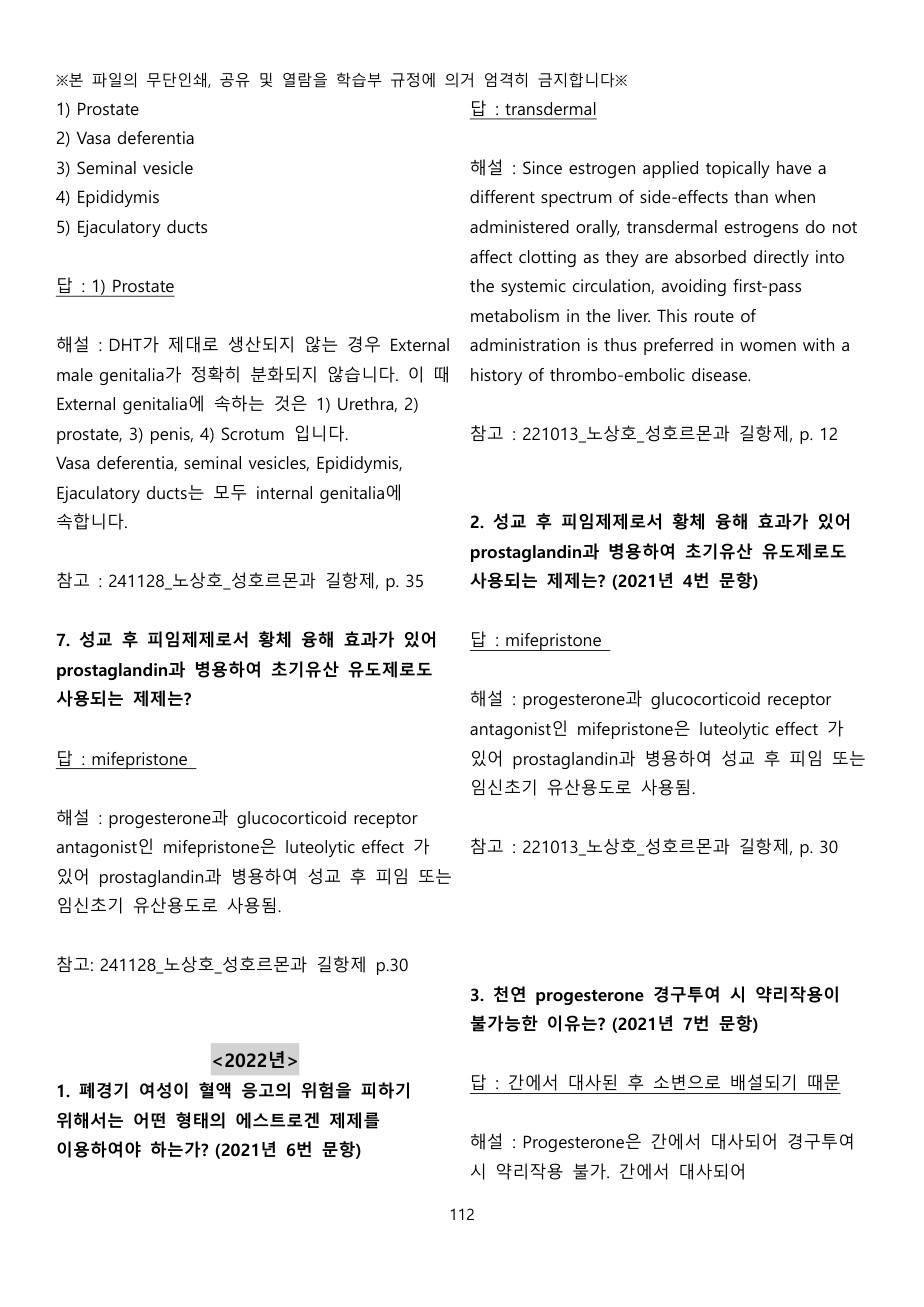 ※본 파일의 무단인쇄, 공유 및 열람을 학습부 규정에 의거 엄격히 금지합니다※
1) Prostate
2) Vasa deferentia
3) Seminal vesicle
4) Epididymis
5) Ejaculatory ducts
답 : 1) Prostate
해설 : DHT가 제대로 생산되지 않는 경우 External
male genitalia가 정확히 분화되지 않습니다. 이 때
External genitalia에 속하는 것은 1) Urethra, 2)
prostate, 3) penis, 4) Scrotum 입니다.
Vasa deferentia, seminal vesicles, Epididymis,
Ejaculatory ducts는 모두 internal genitalia에
속합니다.
참고 : 241128_노상호_성호르몬과 길항제, p. 35
7. 성교 후 피임제제로서 황체 융해 효과가 있어
prostaglandin과 병용하여 초기유산 유도제로도
사용되는 제제는?
답 : mifepristone
해설 : progesterone과 glucocorticoid receptor
antagonist인 mifepristone은 luteolytic effect 가
있어 prostaglandin과 병용하여 성교 후 피임 또는
임신초기 유산용도로 사용됨.
참고: 241128_노상호_성호르몬과 길항제 p.30
<2022년>
1. 폐경기 여성이 혈액 응고의 위험을 피하기
위해서는 어떤 형태의 에스트로겐 제제를
이용하여야 하는가? (2021년 6번 문항)
답 : transdermal
해설 : Since estrogen applied topically have a
different spectrum of side-effects than when
administered orally, transdermal estrogens do not
affect clotting as they are absorbed directly into
the systemic circulation, avoiding first-pass
metabolism in the liver. This route of
administration is thus preferred in women with a
history of thrombo-embolic disease.
참고 : 221013_노상호_성호르몬과 길항제, p. 12
2. 성교 후 피임제제로서 황체 융해 효과가 있어
prostaglandin과 병용하여 초기유산 유도제로도
사용되는 제제는? (2021년 4번 문항)
답 : mifepristone
해설 : progesterone과 glucocorticoid receptor
antagonist인 mifepristone은 luteolytic effect 가
있어 prostaglandin과 병용하여 성교 후 피임 또는
임신초기 유산용도로 사용됨.
참고 : 221013_노상호_성호르몬과 길항제, p. 30
3. 천연 progesterone 경구투여 시 약리작용이
불가능한 이유는? (2021년 7번 문항)
답 : 간에서 대사된 후 소변으로 배설되기 때문
해설 : Progesterone은 간에서 대사되어 경구투여
시 약리작용 불가. 간에서 대사되어
112